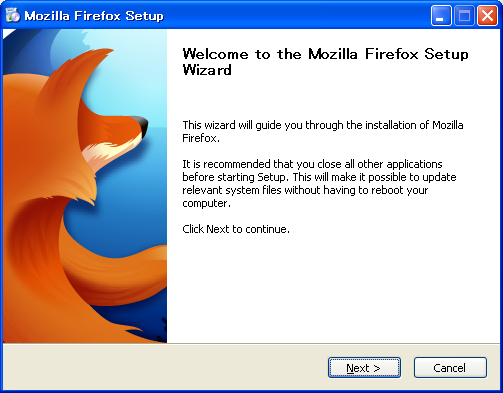 Mozilla Firefox Setup
Welcome to the Mozilla Firefox Setup
Wizard
This wizard will guide you through the installation of Mozilla
Firefox.
It is recommended that you close all other applications
before starting Setup. This will make it possible to update
relevant system files without having to reboot your
computer.
Click Next to continue.
Next >
Cancel